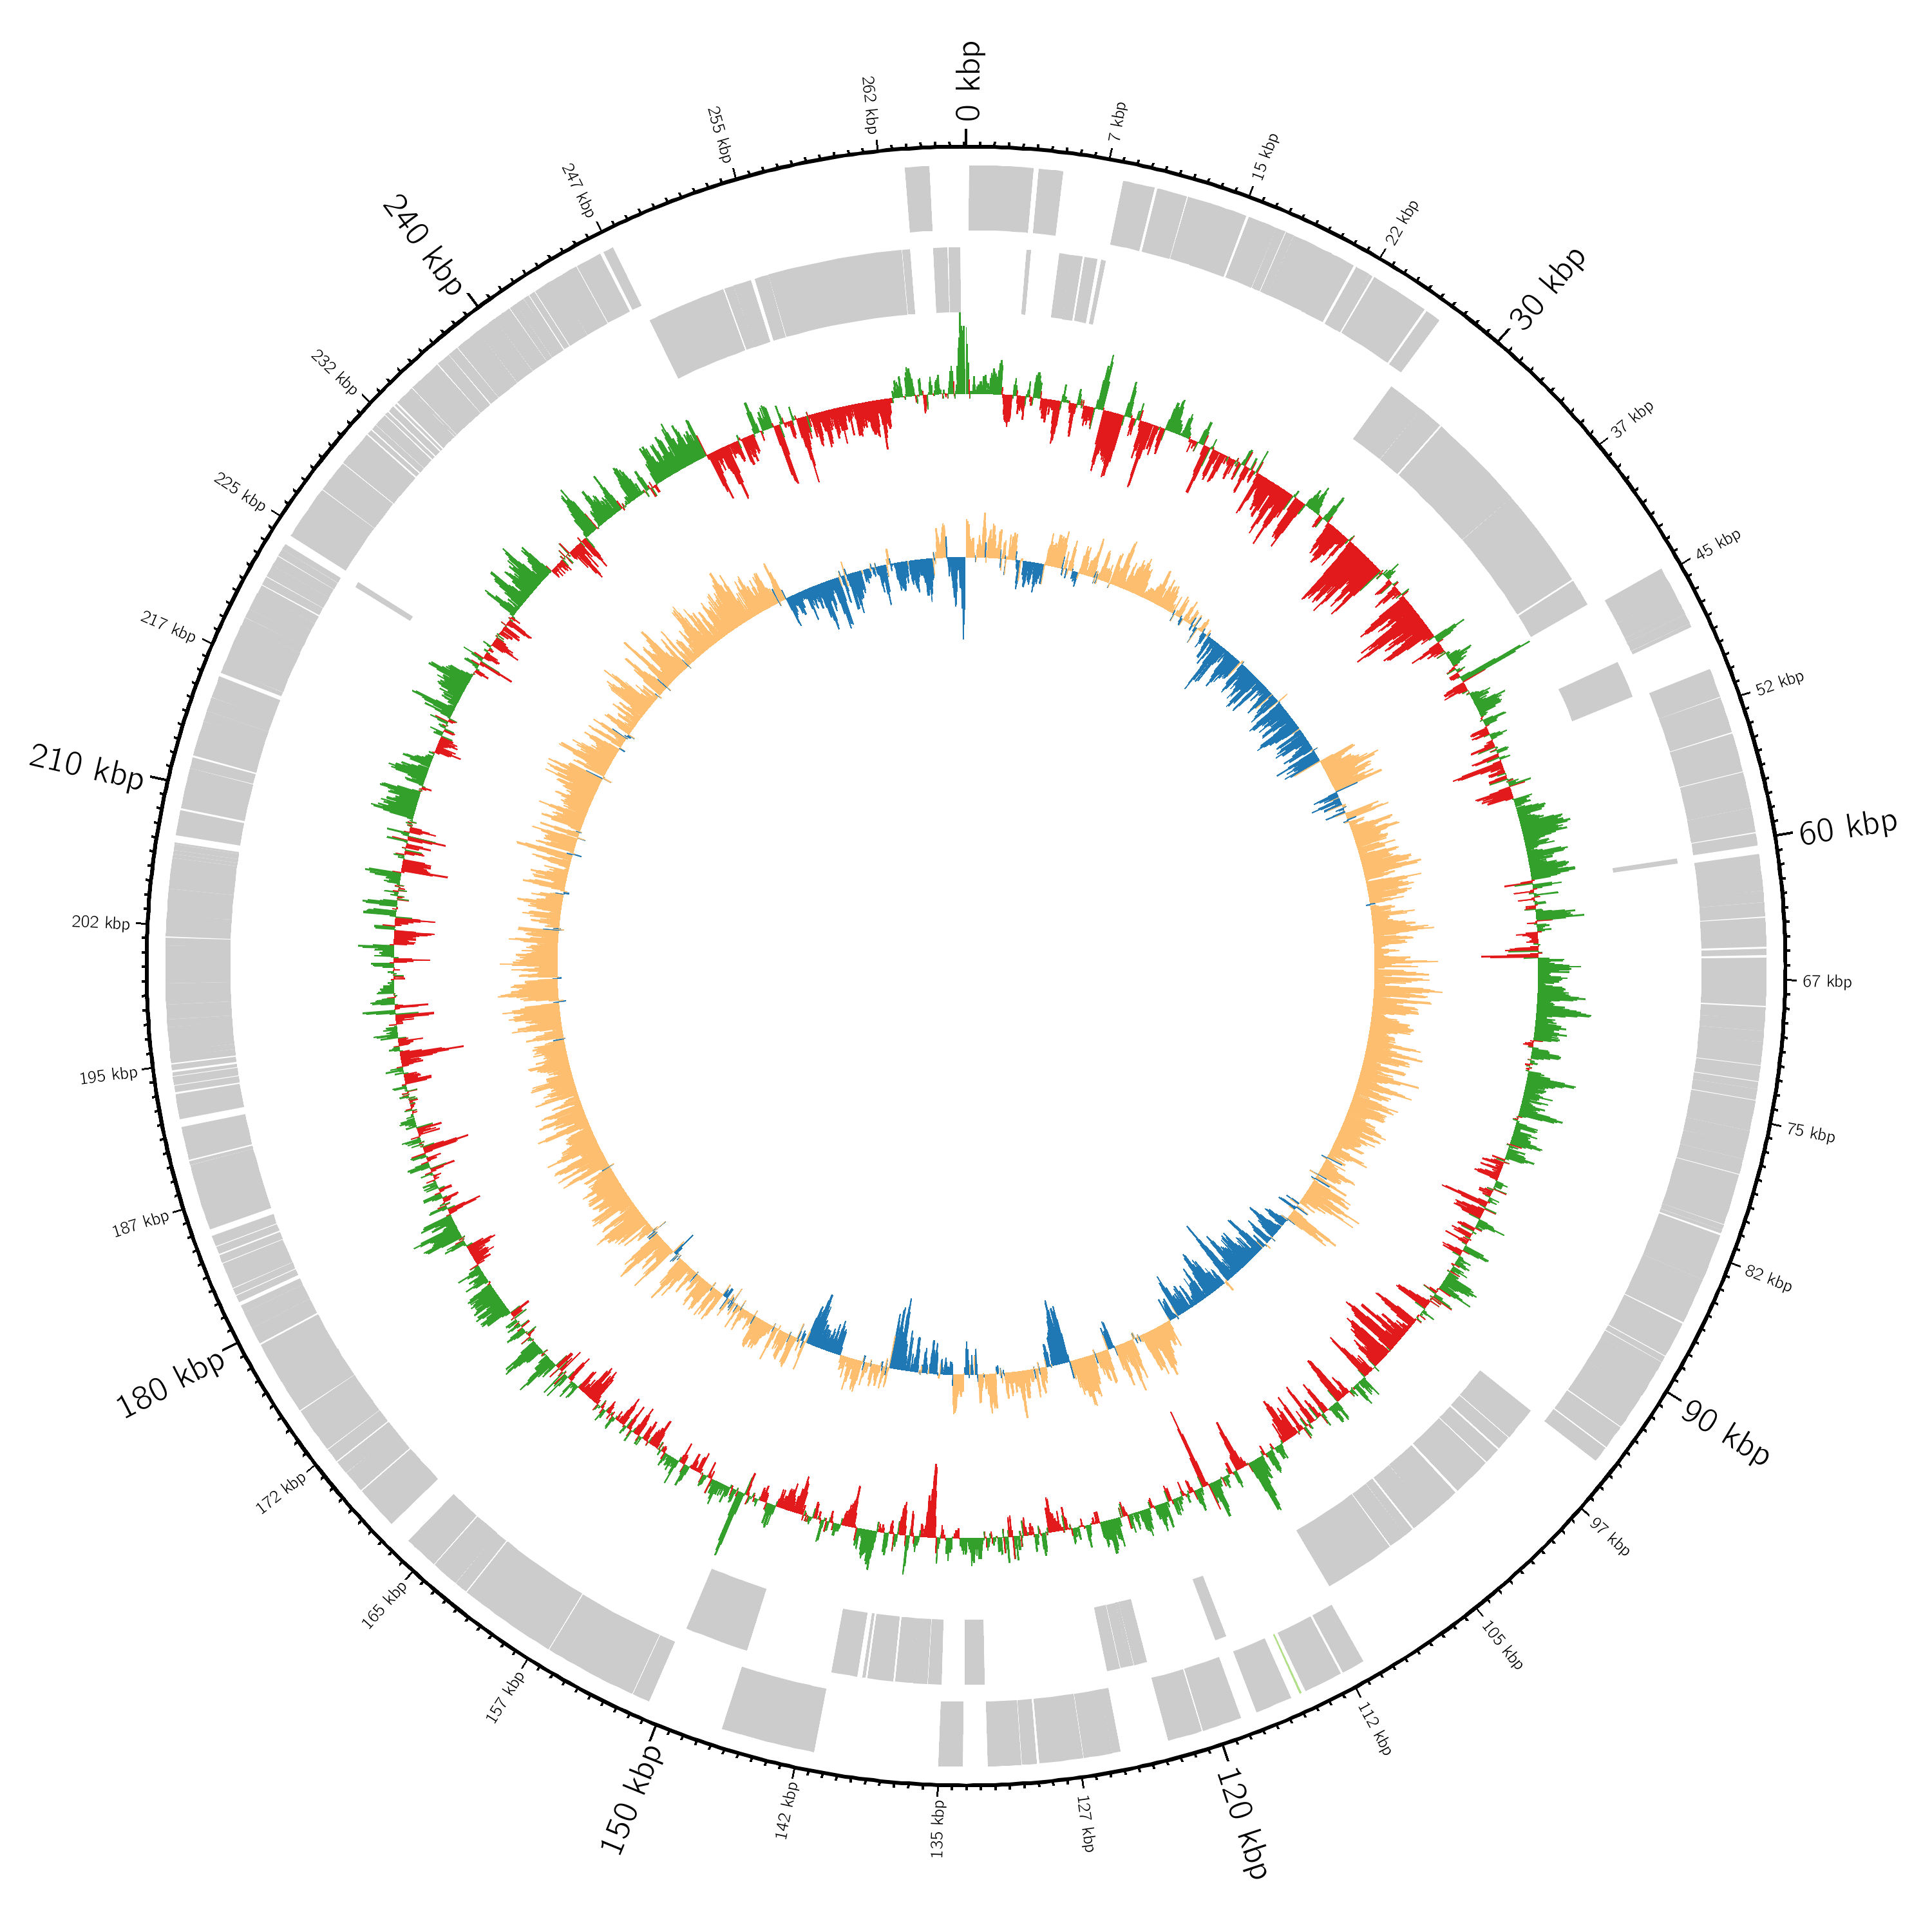 0 kbp
7 kbp
15 kbp
22 kbp
30 kbp
37 kbp
45 kbp
52 kbp
60 kbp
67 kbp
75 kbp
82 kbp
90 kbp
97 kbp
105 kbp
112 kbp
120 kbp
127 kbp
135 kbp
142 kbp
150 kbp
157 kbp
165 kbp
172 kbp
180 kbp
187 kbp
195 kbp
202 kbp
210 kbp
217 kbp
225 kbp
232 kbp
240 kbp
247 kbp
255 kbp
262 kbp